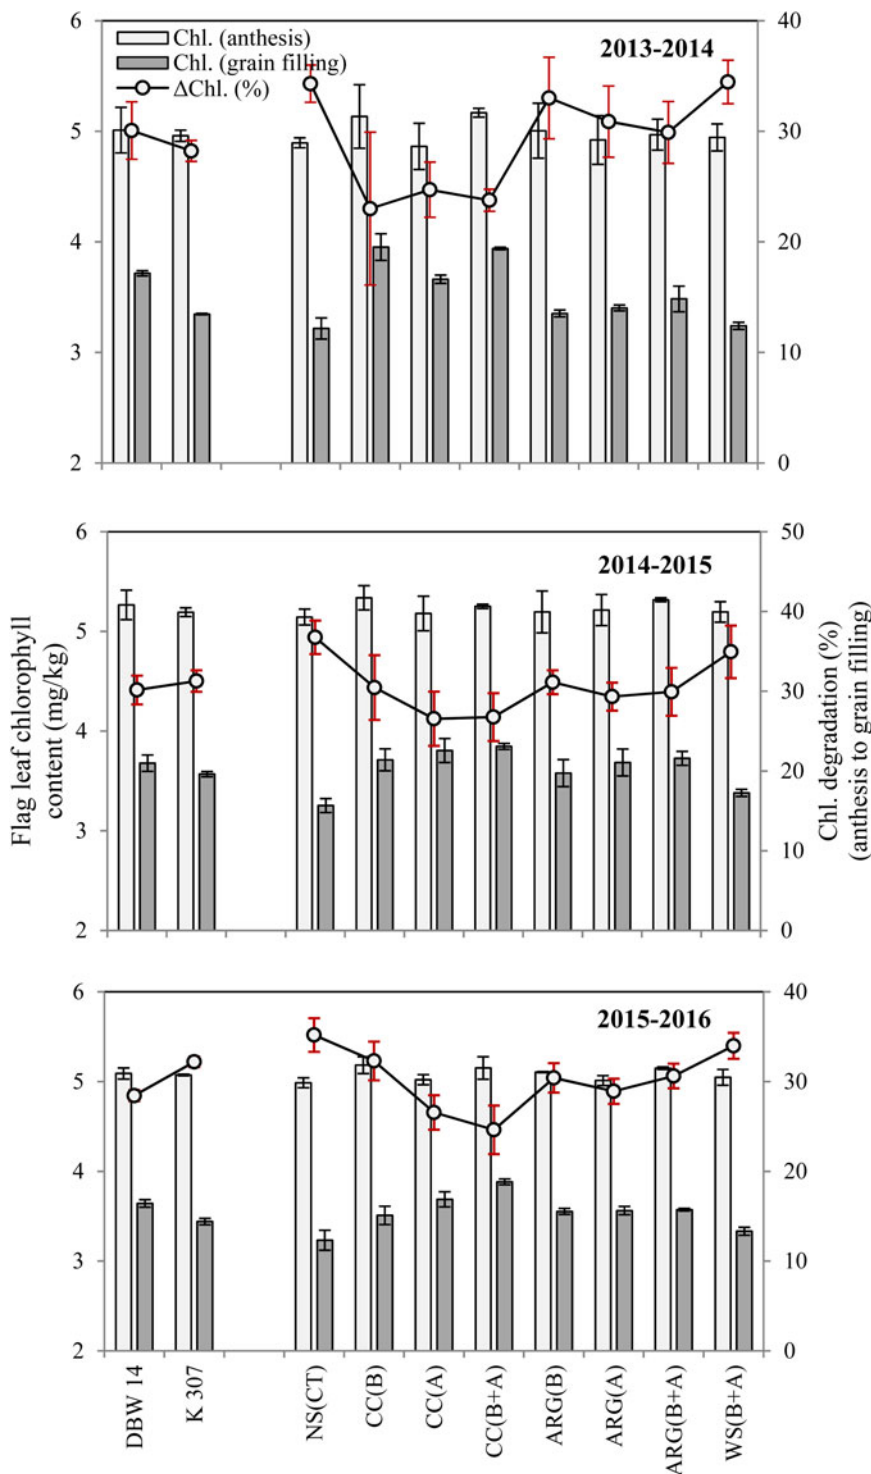 6
5
4
3
2
Chl. (anthesis)
Chl. (grain filling)
ΔChl. (%)
2013-2014
40
30
20
10
0
Flag leaf chlorophyll
content (mg/kg)
6
5
4
3
2
2014-2015
50
40
30
20
10
0
Chl. degradation (%)
(anthesis to grain filling)
6
5
4
3
2
2015-2016
40
30
20
10
0
DBW 14
K 307
NS(CT)
CC(B)
CC(A)
CC(B+A)
ARG(B)
ARG(A)
ARG(B+A)
WS(B+A)